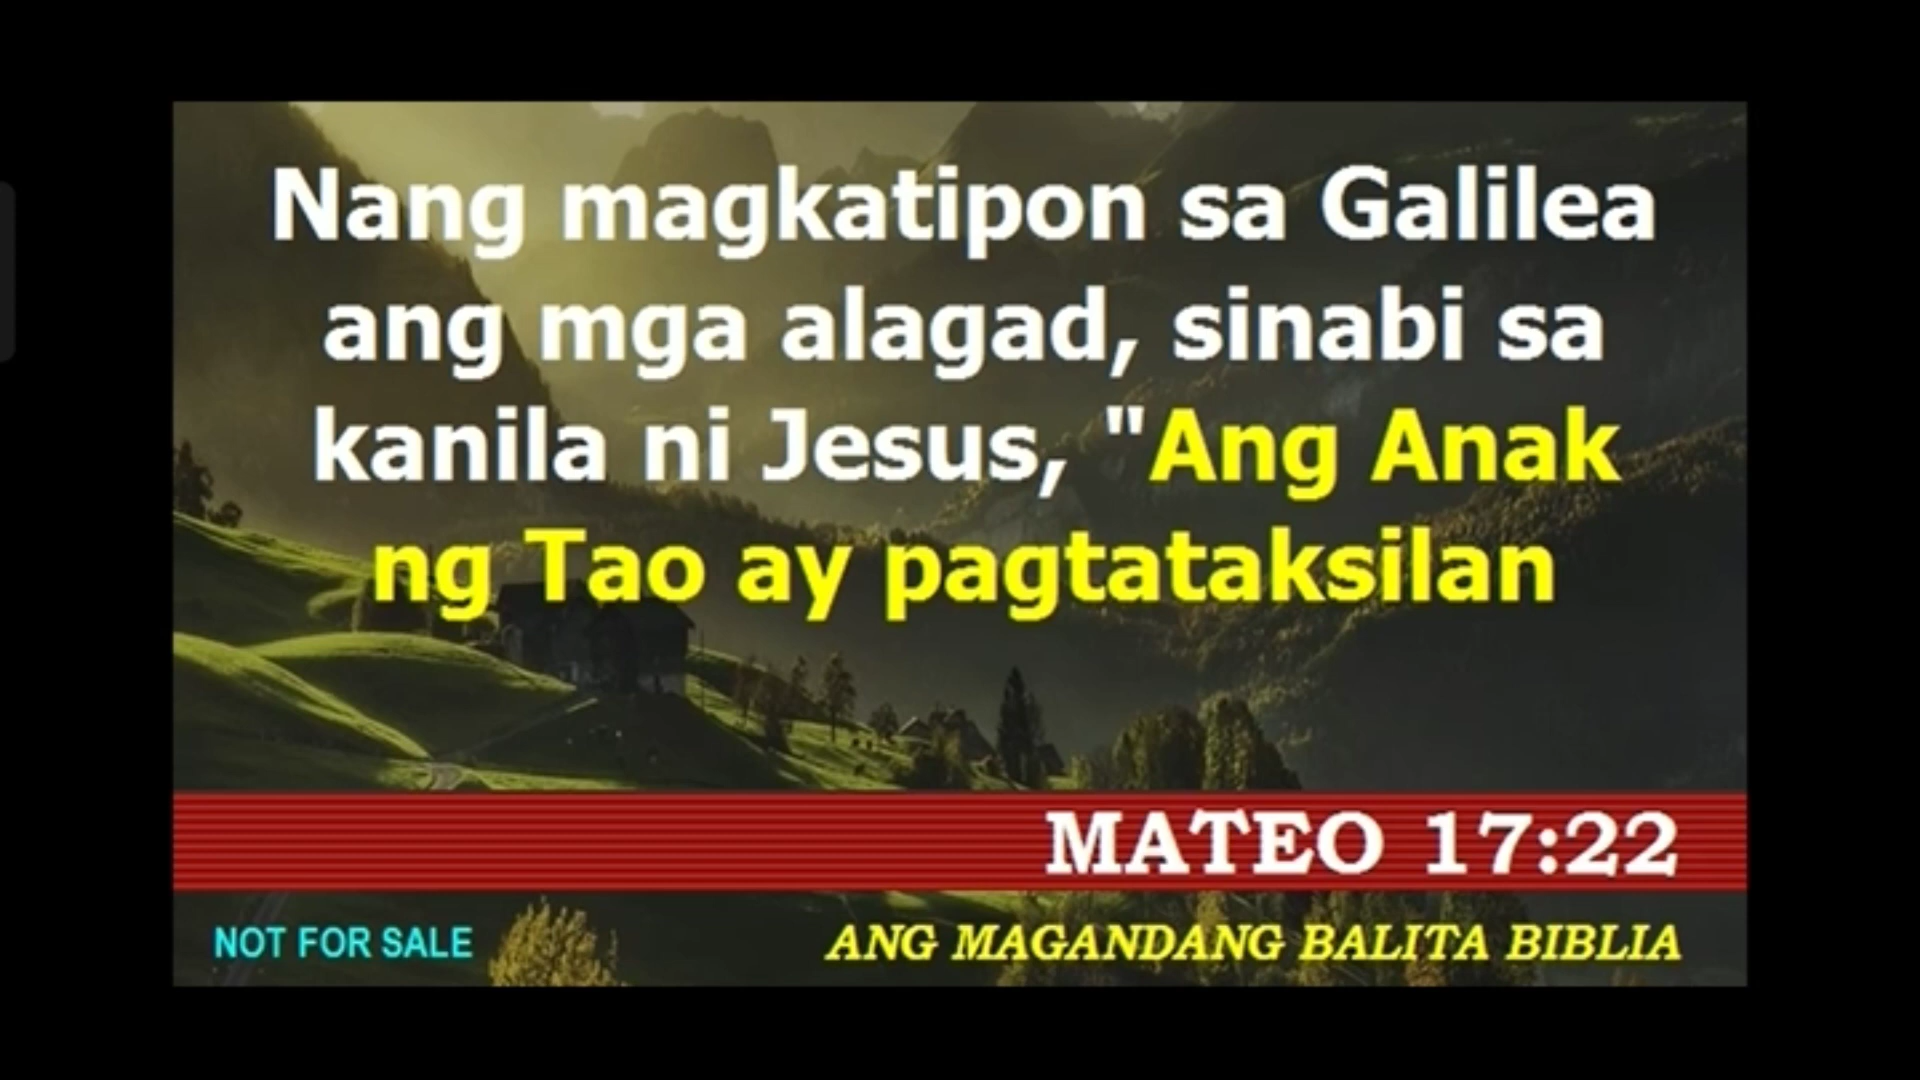 Nang magkatipon sa Galilea
ang mga alagad, sinabi sa
kanila ni Jesus, "Ang Anak
ng Tao ay pagtataksilan
MATEO 17:22
NOT FOR SALE
ANG MAGANDANG BALITA BIBLIA